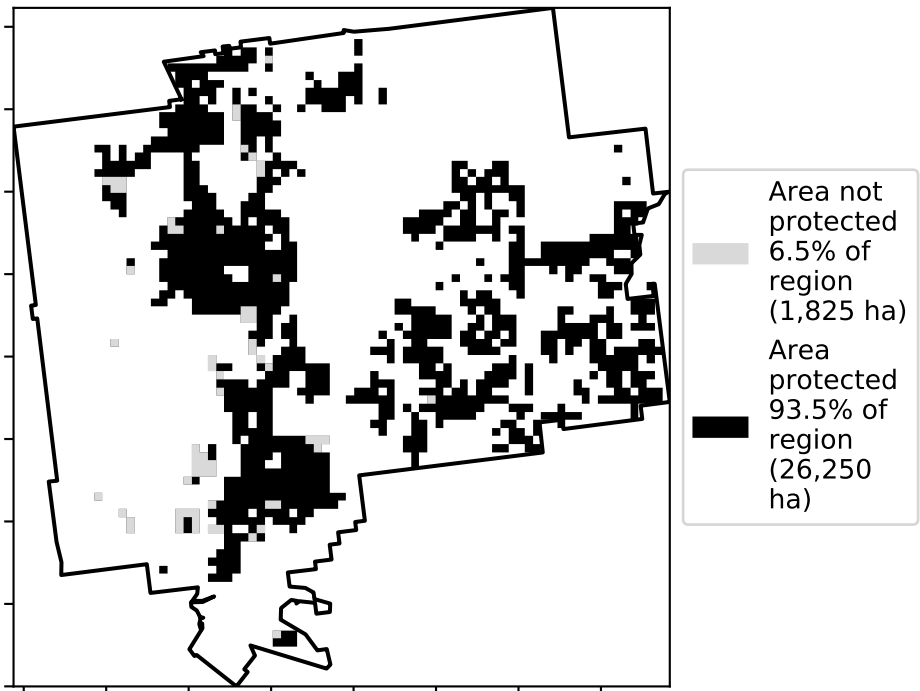 Area not
protected
6.5% of
region
(1,825 ha)
Area
protected
93.5% of
region
(26,250
ha)